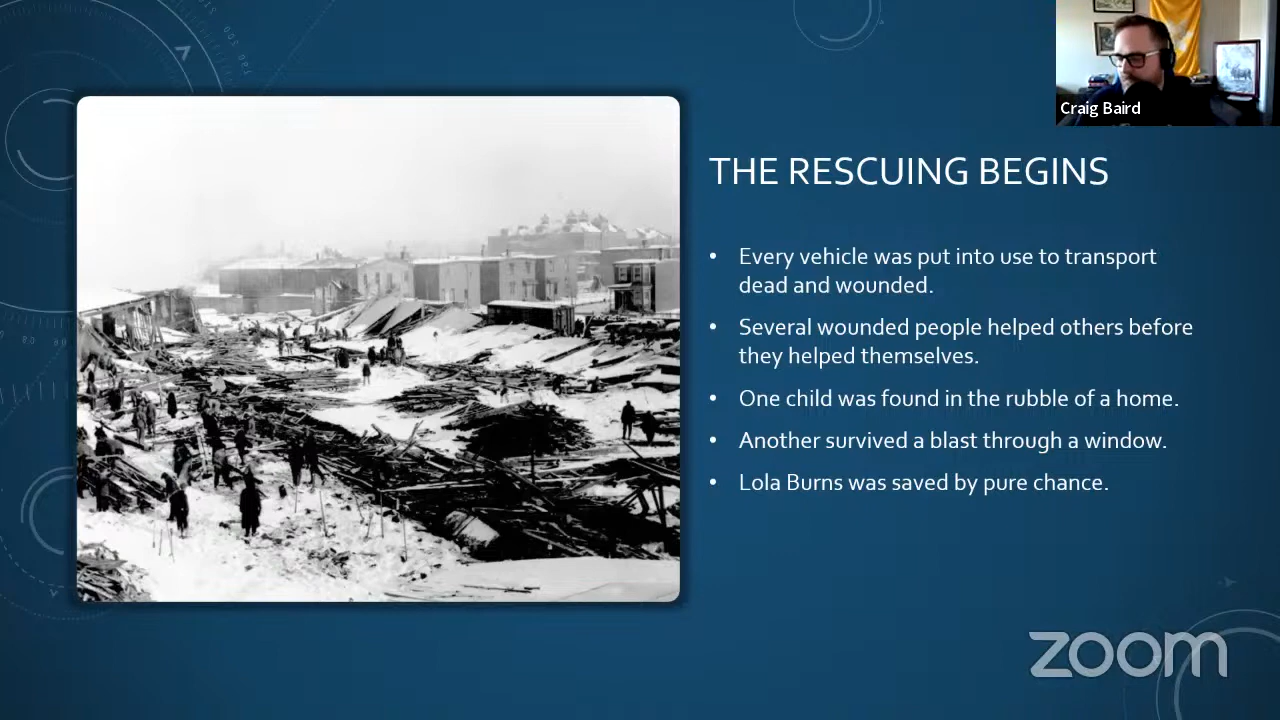 Craig Baird
THE RESCUING BEGINS
• Every vehicle was put into use to transport
dead and wounded.
• Several wounded people helped others before
they helped themselves.
• One child was found in the rubble of a home.
• Another survived a blast through a window.
• Lola Burns was saved by pure chance.
zoom